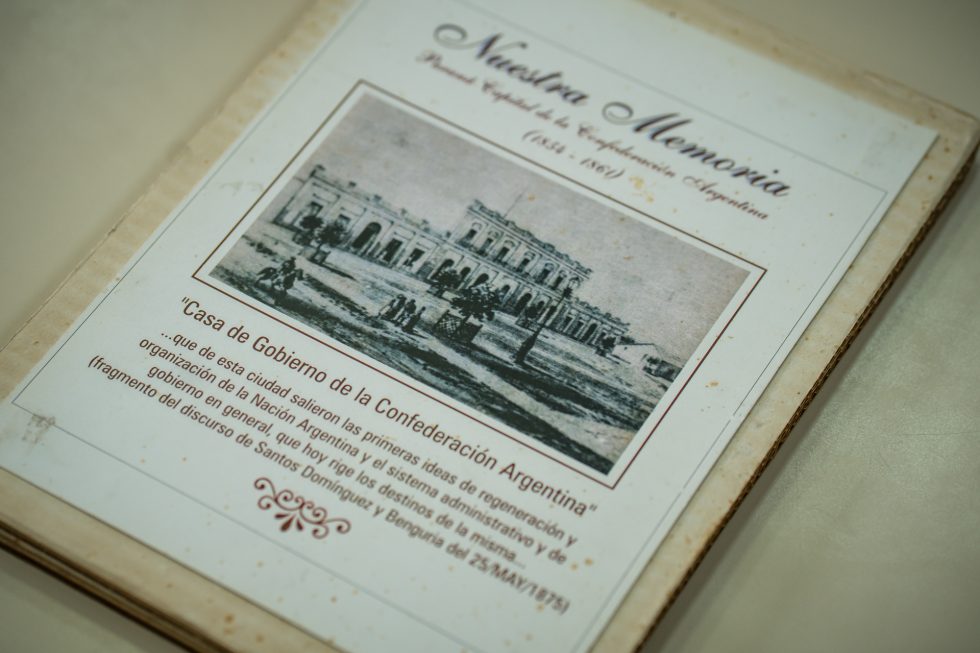 Nuestra Memoria
Paraná Capital de la Confederación Argentina
(1854 - 1861)
"Casa de Gobierno de la Confederación Argentina"
...que de esta ciudad salieron las primeras ideas de regeneración y
organización de la Nación Argentina y el sistema administrativo y de
gobierno en general, que hoy rige los destinos de la misma...
(fragmento del discurso de Santos Domínguez y Benguria del 25/MAY/1875)